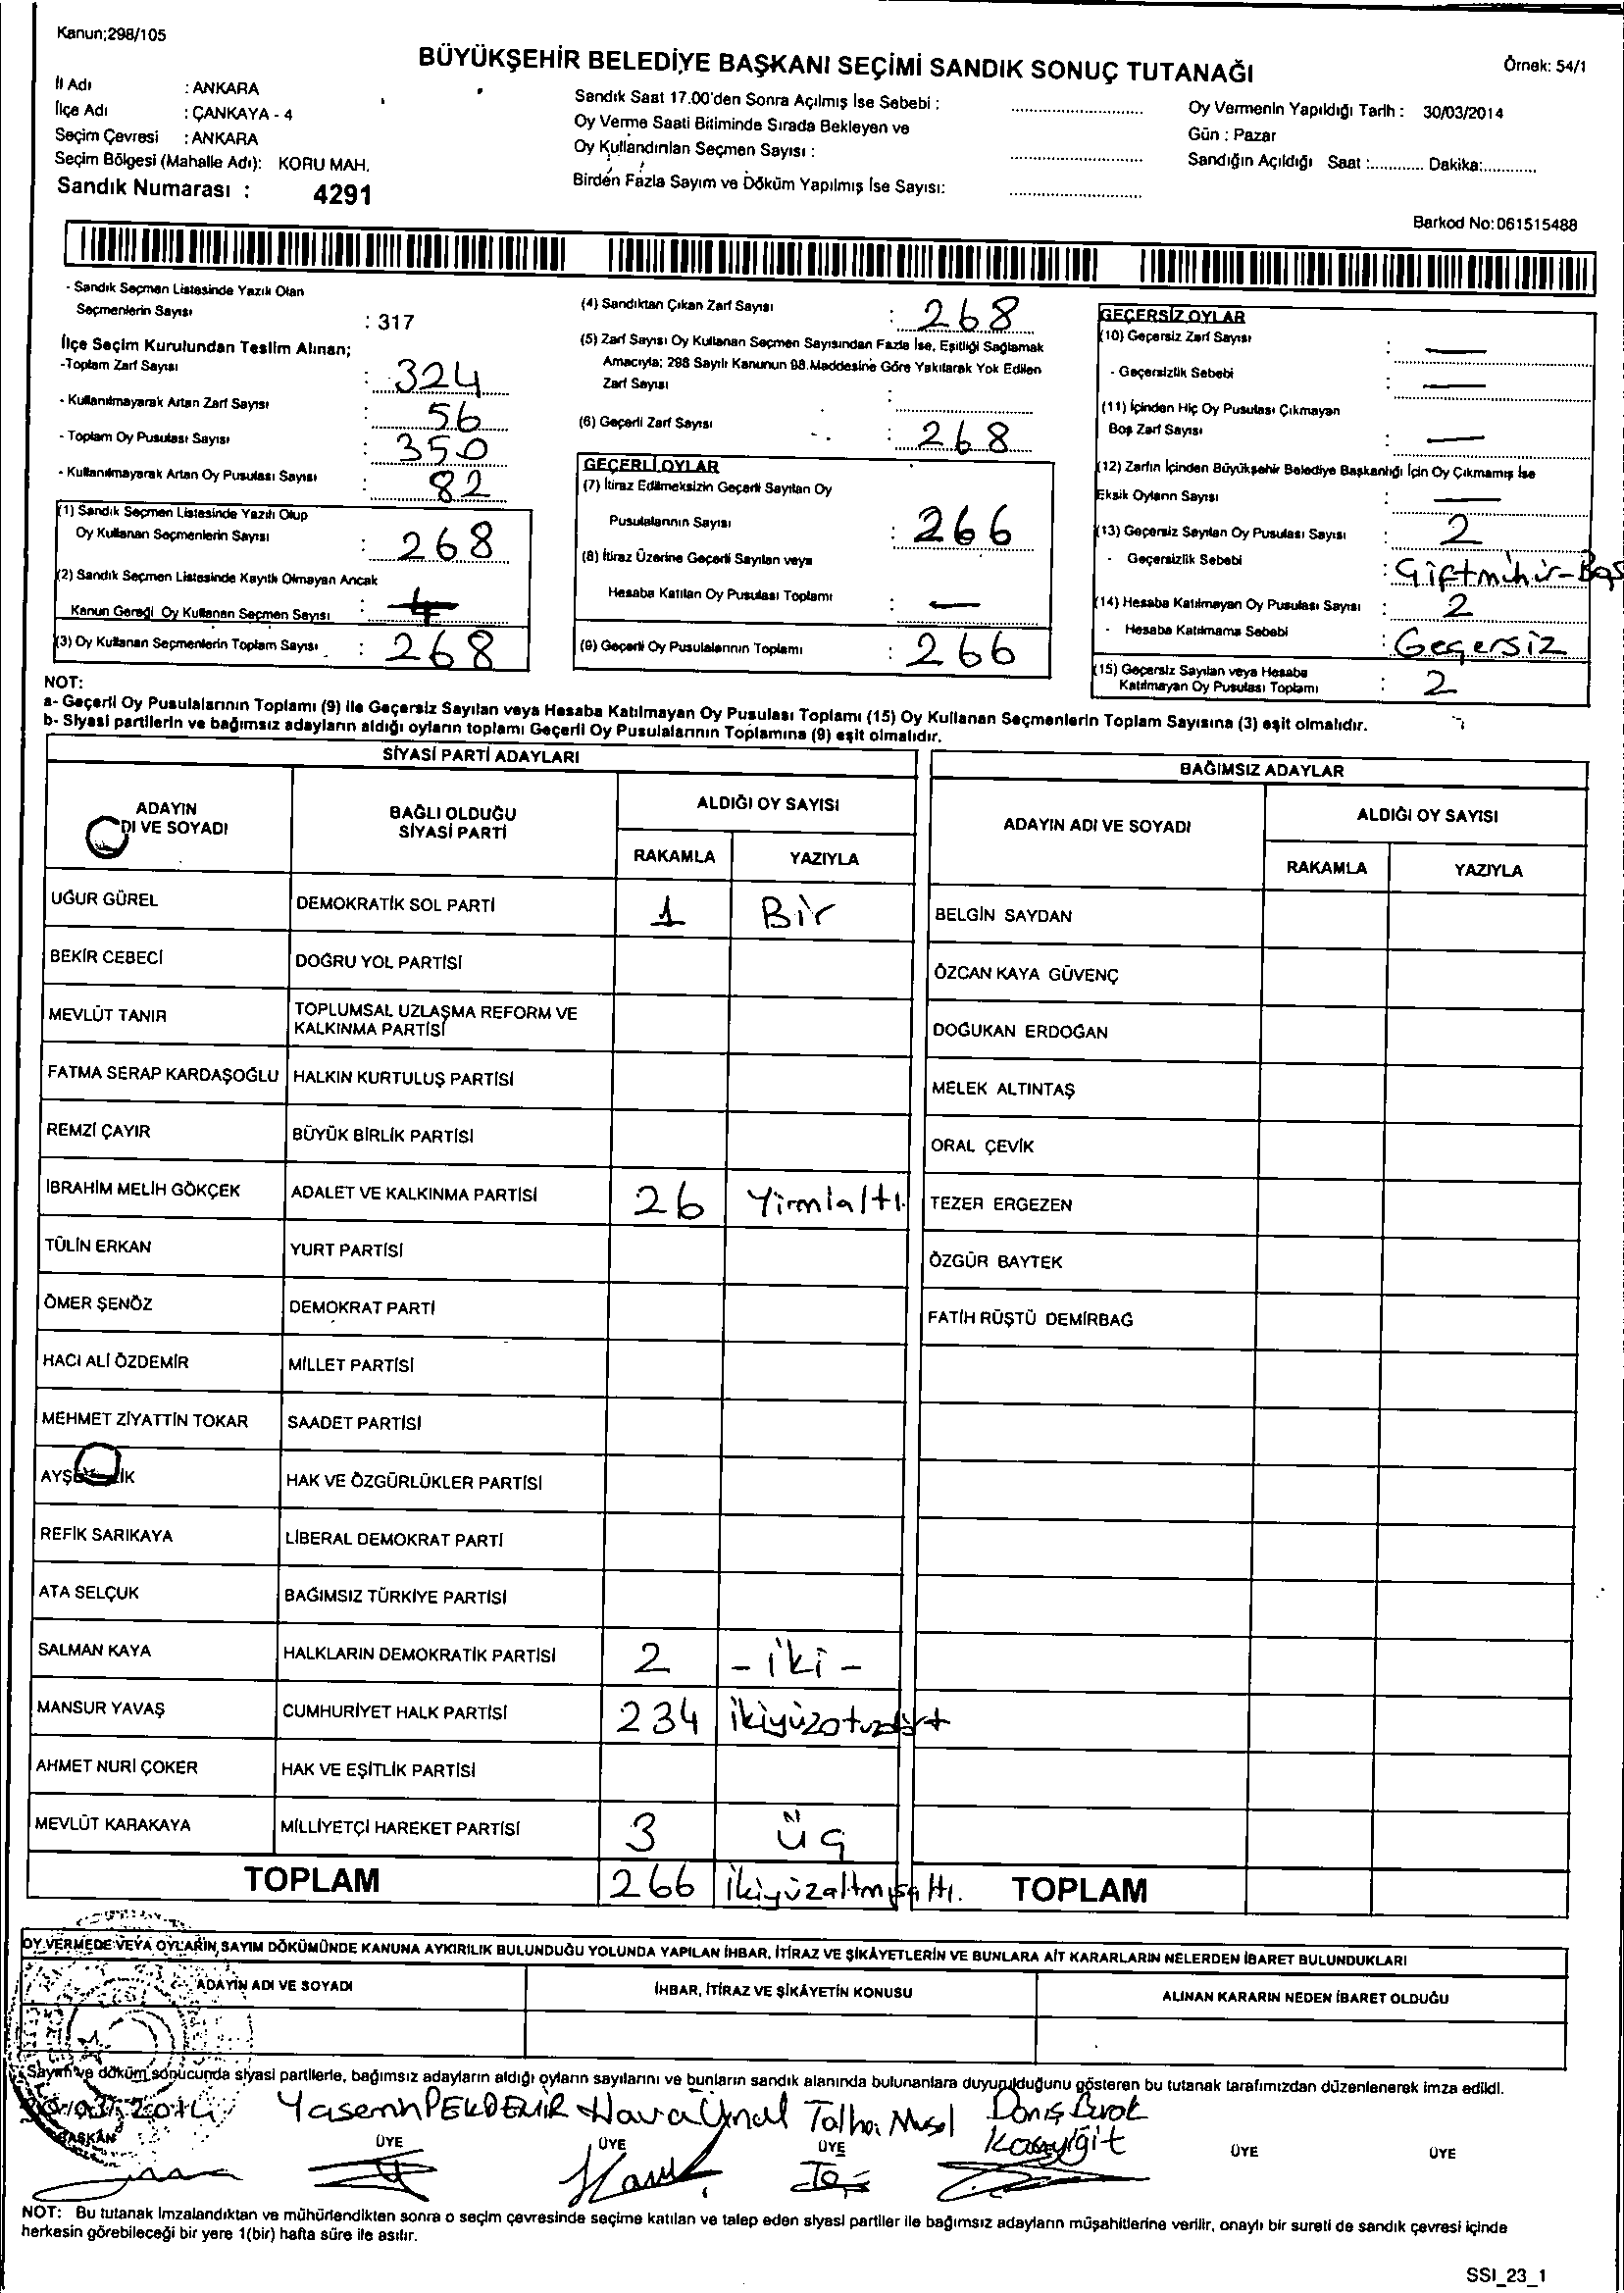 Kanun;298/105
BÜYÜKŞEHİR BELEDİYE BAŞKANI SEÇİMİ SANDIK SONUÇ TUTANAĞI
Örnek: 54/1
İl Adı : ANKARA
İlçe Adı : ÇANKAYA - 4
Seçim Çevresi : ANKARA
Seçim Bölgesi (Mahalle Adı): KORU MAH.
Sandık Numarası : 4291
Sandık Saat 17.00'den Sonra Açılmış İse Sebebi :
Oy Verme Saati Bitiminde Sırada Bekleyen ve
Oy Kullandırılan Seçmen Sayısı :
Birden Fazla Sayım ve Döküm Yapılmış İse Sayısı:
Oy Vermenin Yapıldığı Tarih : 30/03/2014
Gün : Pazar
Sandığın Açıldığı Saat :............ Dakika:............
Barkod No:061515488
- Sandık Seçmen Listesinde Yazılı Olan
Seçmenlerin Sayısı : 317
İlçe Seçim Kurulundan Teslim Alınan;
-Toplam Zarf Sayısı : 324
- Kullanılmayarak Artan Zarf Sayısı : 56
- Toplam Oy Pusulası Sayısı : 350
- Kullanılmayarak Artan Oy Pusulası Sayısı : 82
(1) Sandık Seçmen Listesinde Yazılı Olup
Oy Kullanan Seçmenlerin Sayısı : 268
(2) Sandık Seçmen Listesinde Kayıtlı Olmayan Ancak
Kanun Gereği Oy Kullanan Seçmen Sayısı :
(3) Oy Kullanan Seçmenlerin Toplam Sayısı : 268
(4) Sandıktan Çıkan Zarf Sayısı : 268
(5) Zarf Sayısı Oy Kullanan Seçmen Sayısından Fazla İse, Eşitliği Sağlamak
Amacıyla; 298 Sayılı Kanunun 98.Maddesine Göre Yakılarak Yok Edilen
Zarf Sayısı :
(6) Geçerli Zarf Sayısı : 268
GEÇERLİ OYLAR
(7) İtiraz Edilmeksizin Geçerli Sayılan Oy
Pusulalarının Sayısı : 266
(8) İtiraz Üzerine Geçerli Sayılan veya
Hesaba Katılan Oy Pusulası Toplamı : —
(9) Geçerli Oy Pusulalarının Toplamı : 266
GEÇERSİZ OYLAR
(10) Geçersiz Zarf Sayısı : —
- Geçersizlik Sebebi : —
(11) İçinden Hiç Oy Pusulası Çıkmayan
Boş Zarf Sayısı : —
(12) Zarfın İçinden Büyükşehir Belediye Başkanlığı İçin Oy Çıkmamış İse
Eksik Oyların Sayısı : —
(13) Geçersiz Sayılan Oy Pusulası Sayısı : 2
- Geçersizlik Sebebi : Çiftmühür-Boş
(14) Hesaba Katılmayan Oy Pusulası Sayısı : 2
- Hesaba Katılmama Sebebi : Geçersiz
(15) Geçersiz Sayılan veya Hesaba
Katılmayan Oy Pusulası Toplamı : 2
NOT:
a- Geçerli Oy Pusulalarının Toplamı (9) ile Geçersiz Sayılan veya Hesaba Katılmayan Oy Pusulası Toplamı (15) Oy Kullanan Seçmenlerin Toplam Sayısına (3) eşit olmalıdır.
b- Siyasi partilerin ve bağımsız adayların aldığı oyların toplamı Geçerli Oy Pusulalarının Toplamına (9) eşit olmalıdır.
SİYASİ PARTİ ADAYLARI
ADAYIN
DI VE SOYADI
BAĞLI OLDUĞU
SİYASİ PARTİ
ALDIĞI OY SAYISI
RAKAMLA YAZIYLA
UĞUR GÜREL DEMOKRATİK SOL PARTİ 1 Bir
BEKİR CEBECİ DOĞRU YOL PARTİSİ
MEVLÜT TANIR TOPLUMSAL UZLAŞMA REFORM VE
KALKINMA PARTİSİ
FATMA SERAP KARDAŞOĞLU HALKIN KURTULUŞ PARTİSİ
REMZİ ÇAYIR BÜYÜK BİRLİK PARTİSİ
İBRAHİM MELİH GÖKÇEK ADALET VE KALKINMA PARTİSİ 26 Yirmialtı.
TÜLİN ERKAN YURT PARTİSİ
ÖMER ŞENÖZ DEMOKRAT PARTİ
HACI ALİ ÖZDEMİR MİLLET PARTİSİ
MEHMET ZİYATTİN TOKAR SAADET PARTİSİ
HAK VE ÖZGÜRLÜKLER PARTİSİ
REFİK SARIKAYA LİBERAL DEMOKRAT PARTİ
ATA SELÇUK BAĞIMSIZ TÜRKİYE PARTİSİ
SALMAN KAYA HALKLARIN DEMOKRATİK PARTİSİ 2 - iki -
MANSUR YAVAŞ CUMHURİYET HALK PARTİSİ 234 ikiyüzotuzdört
AHMET NURİ ÇOKER HAK VE EŞİTLİK PARTİSİ
MEVLÜT KARAKAYA MİLLİYETÇİ HAREKET PARTİSİ 3 üç
TOPLAM 266 ikiyüzaltmışaltı.
BAĞIMSIZ ADAYLAR
ADAYIN ADI VE SOYADI
ALDIĞI OY SAYISI
RAKAMLA YAZIYLA
BELGİN SAYDAN
ÖZCAN KAYA GÜVENÇ
DOĞUKAN ERDOĞAN
MELEK ALTINTAŞ
ORAL ÇEVİK
TEZER ERGEZEN
ÖZGÜR BAYTEK
FATİH RÜŞTÜ DEMİRBAĞ
TOPLAM
OY VERMEDE VEYA OYLARIN SAYIM DÖKÜMÜNDE KANUNA AYKIRILIK BULUNDUĞU YOLUNDA YAPILAN İHBAR, İTİRAZ VE ŞİKÂYETLERİN VE BUNLARA AİT KARARLARIN NELERDEN İBARET BULUNDUKLARI
ADAYIN ADI VE SOYADI
İHBAR, İTİRAZ VE ŞİKÂYETİN KONUSU
ALINAN KARARIN NEDEN İBARET OLDUĞU
Sayım ve döküm sonucunda siyasi partilerle, bağımsız adayların aldığı oyların sayılarını ve bunların sandık alanında bulunanlara duyurulduğunu gösteren bu tutanak tarafımızdan düzenlenerek imza edildi.
Yasemin PEKDEMİR Hava Ünal Talha
BAŞKAN ÜYE ÜYE ÜYE ÜYE ÜYE
NOT: Bu tutanak imzalandıktan ve mühürlendikten sonra o seçim çevresinde seçime katılan ve talep eden siyasi partiler ile bağımsız adayların müşahitlerine verilir, onaylı bir sureti de sandık çevresi içinde
herkesin görebileceği bir yere 1(bir) hafta süre ile asılır.
SSI_23_1